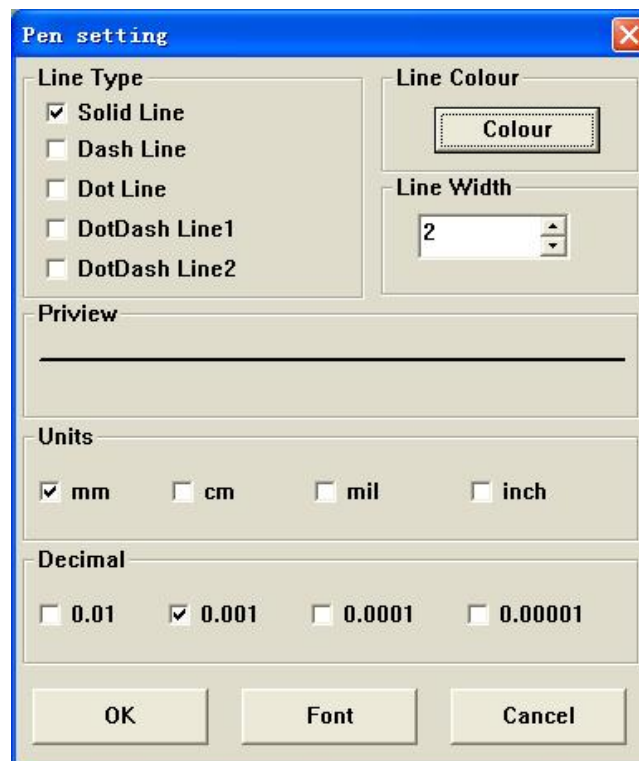 Pen setting
Line Type
Solid Line
Dash Line
Dot Line
DotDash Line1
DotDash Line2
Line Colour
Colour
Line Width
2
Priview
Units
mm cm mil inch
Decimal
0.01 0.001 0.0001 0.00001
OK Font Cancel